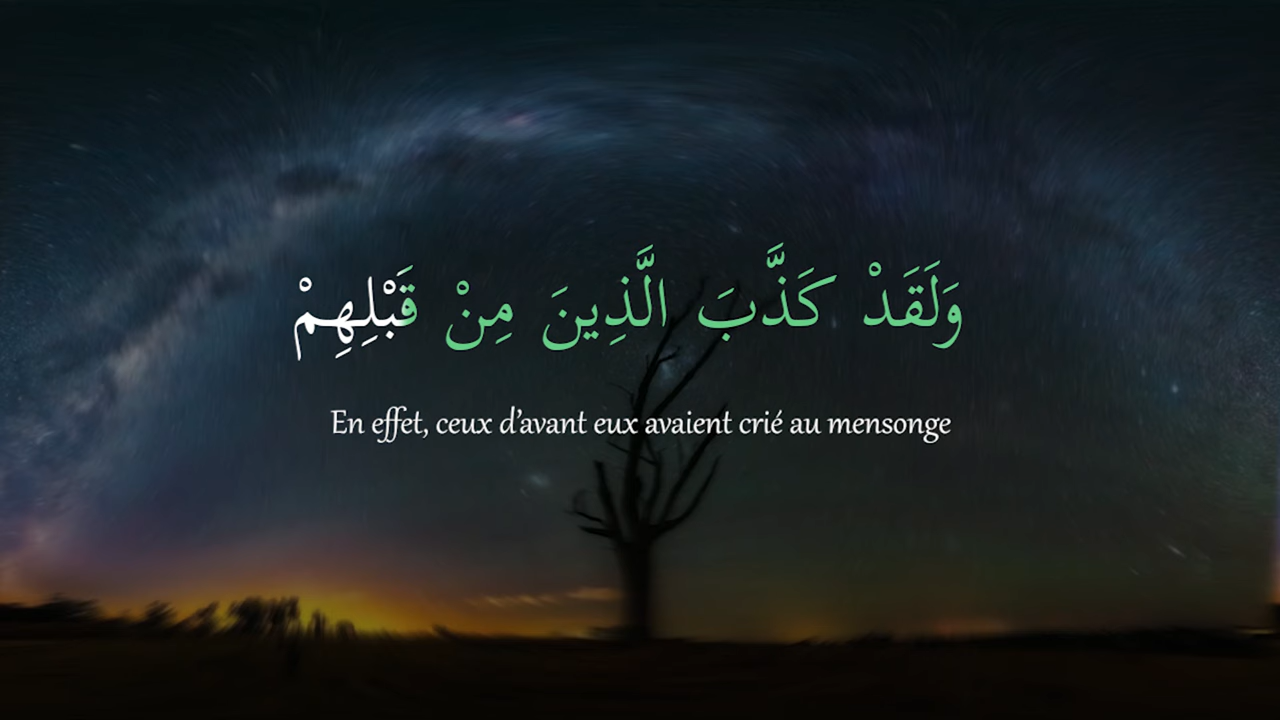 وَلَقَدْ كَذَّبَ الَّذِينَ مِنْ قَبْلِهِمْ
En effet, ceux d’avant eux avaient crié au mensonge